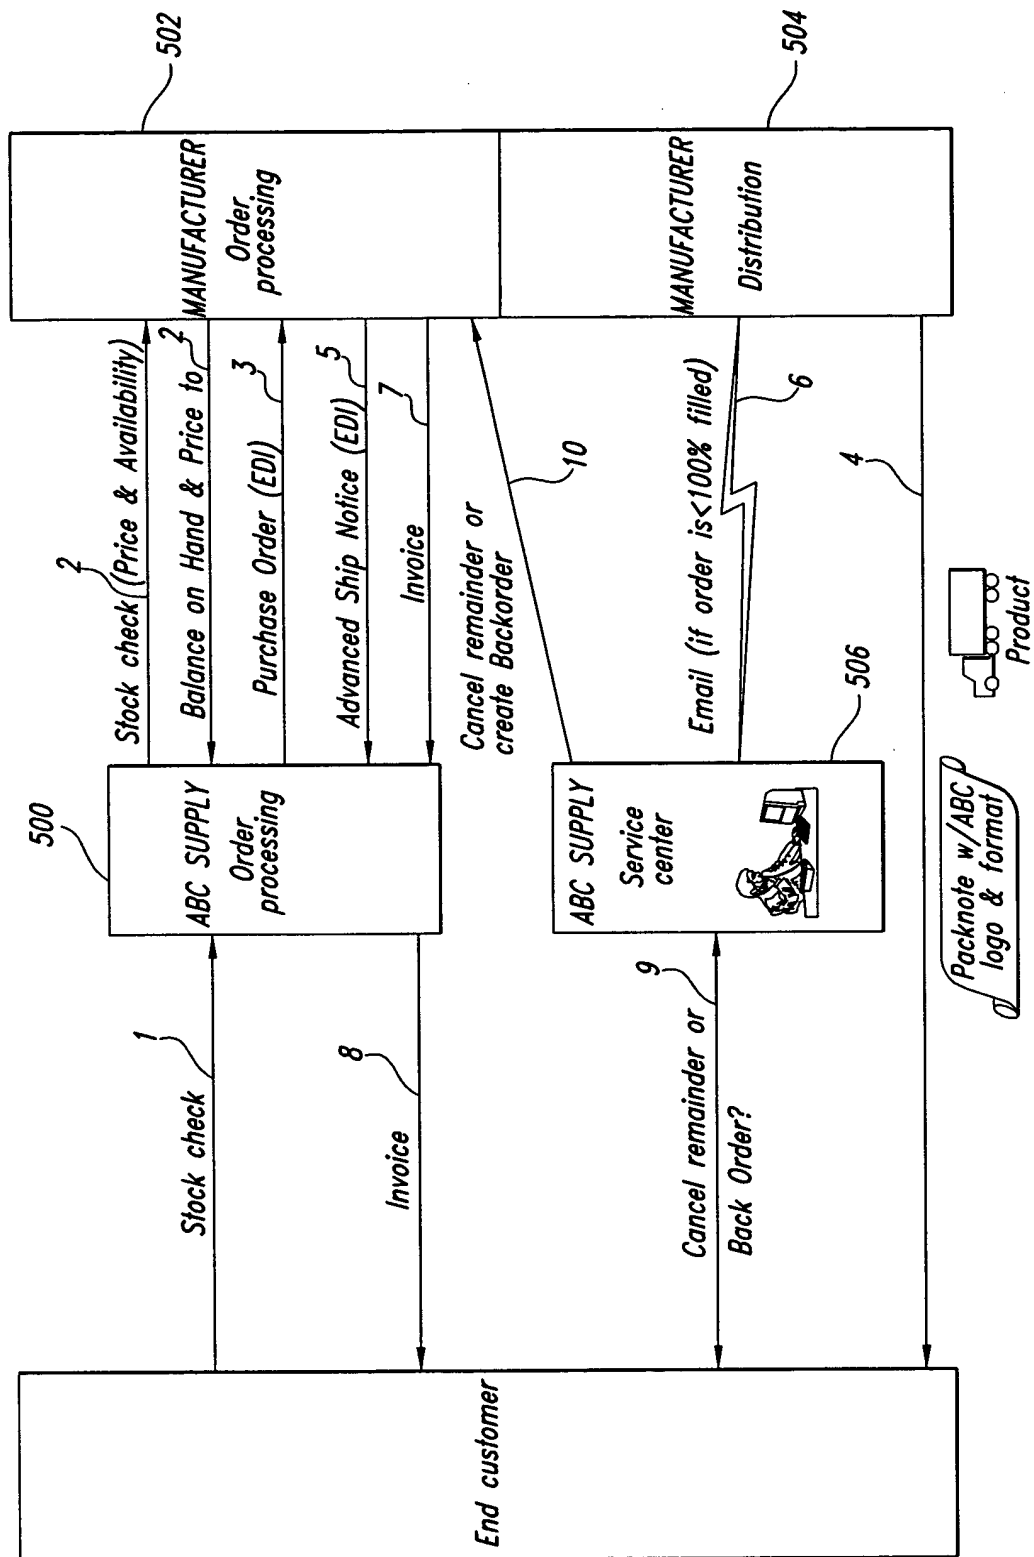 502
504
MANUFACTURER
Order
processing
MANUFACTURER
Distribution
Stock check (Price & Availability)
2
Balance on Hand & Price to
2
Purchase Order (EDI)
3
Advanced Ship Notice (EDI)
5
Invoice
7
Cancel remainder or
create Backorder
10
Email (if order is<100% filled)
6
4
500
ABC SUPPLY
Order
processing
506
ABC SUPPLY
Service
center
Product
Packnote w/ABC
logo & format
Stock check
1
Invoice
8
Cancel remainder or
Back Order?
9
End customer